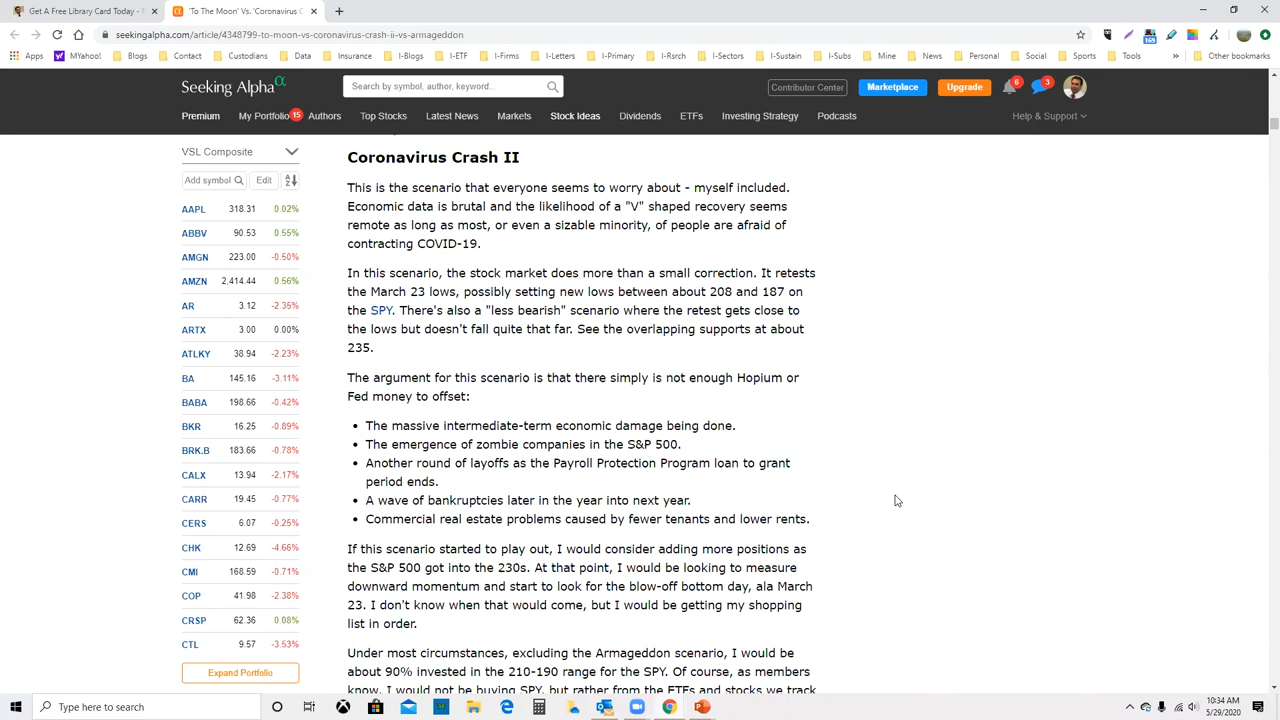 Get A Free Library Card Today - S
'To The Moon' Vs. 'Coronavirus C
seekingalpha.com/article/4348799-to-moon-vs-coronavirus-crash-ii-vs-armageddon
Apps MYahoo! Blogs Contact Custodians Data Insurance I-Blogs I-ETF I-Firms I-Letters I-Primary I-Rsrch I-Sectors I-Sustain I-Subs Mine News Personal Social Sports Tools » Other bookmarks
Seeking Alpha α
Search by symbol, author, keyword...
Contributor Center Marketplace Upgrade 6 3
Premium My Portfolio 15 Authors Top Stocks Latest News Markets Stock Ideas Dividends ETFs Investing Strategy Podcasts Help & Support
VSL Composite
Add symbol Edit A Z
AAPL 318.31 0.02%
ABBV 90.53 0.55%
AMGN 223.00 -0.50%
AMZN 2,414.44 0.56%
AR 3.12 -2.35%
ARTX 3.00 0.00%
ATLKY 38.94 -2.23%
BA 145.16 -3.11%
BABA 198.66 -0.42%
BKR 16.25 -0.89%
BRK.B 183.66 -0.78%
CALX 13.94 -2.17%
CARR 19.45 -0.77%
CERS 6.07 -0.25%
CHK 12.69 -4.66%
CMI 168.59 -0.71%
COP 41.98 -2.38%
CRSP 62.36 0.08%
CTL 9.57 -3.53%
Expand Portfolio
Coronavirus Crash II
This is the scenario that everyone seems to worry about - myself included.
Economic data is brutal and the likelihood of a "V" shaped recovery seems
remote as long as most, or even a sizable minority, of people are afraid of
contracting COVID-19.
In this scenario, the stock market does more than a small correction. It retests
the March 23 lows, possibly setting new lows between about 208 and 187 on
the SPY. There's also a "less bearish" scenario where the retest gets close to
the lows but doesn't fall quite that far. See the overlapping supports at about
235.
The argument for this scenario is that there simply is not enough Hopium or
Fed money to offset:
• The massive intermediate-term economic damage being done.
• The emergence of zombie companies in the S&P 500.
• Another round of layoffs as the Payroll Protection Program loan to grant
period ends.
• A wave of bankruptcies later in the year into next year.
• Commercial real estate problems caused by fewer tenants and lower rents.
If this scenario started to play out, I would consider adding more positions as
the S&P 500 got into the 230s. At that point, I would be looking to measure
downward momentum and start to look for the blow-off bottom day, ala March
23. I don't know when that would come, but I would be getting my shopping
list in order.
Under most circumstances, excluding the Armageddon scenario, I would be
about 90% invested in the 210-190 range for the SPY. Of course, as members
know, I would not be buying SPY, but rather from the ETFs and stocks we track
Type here to search
10:34 AM
5/29/2020